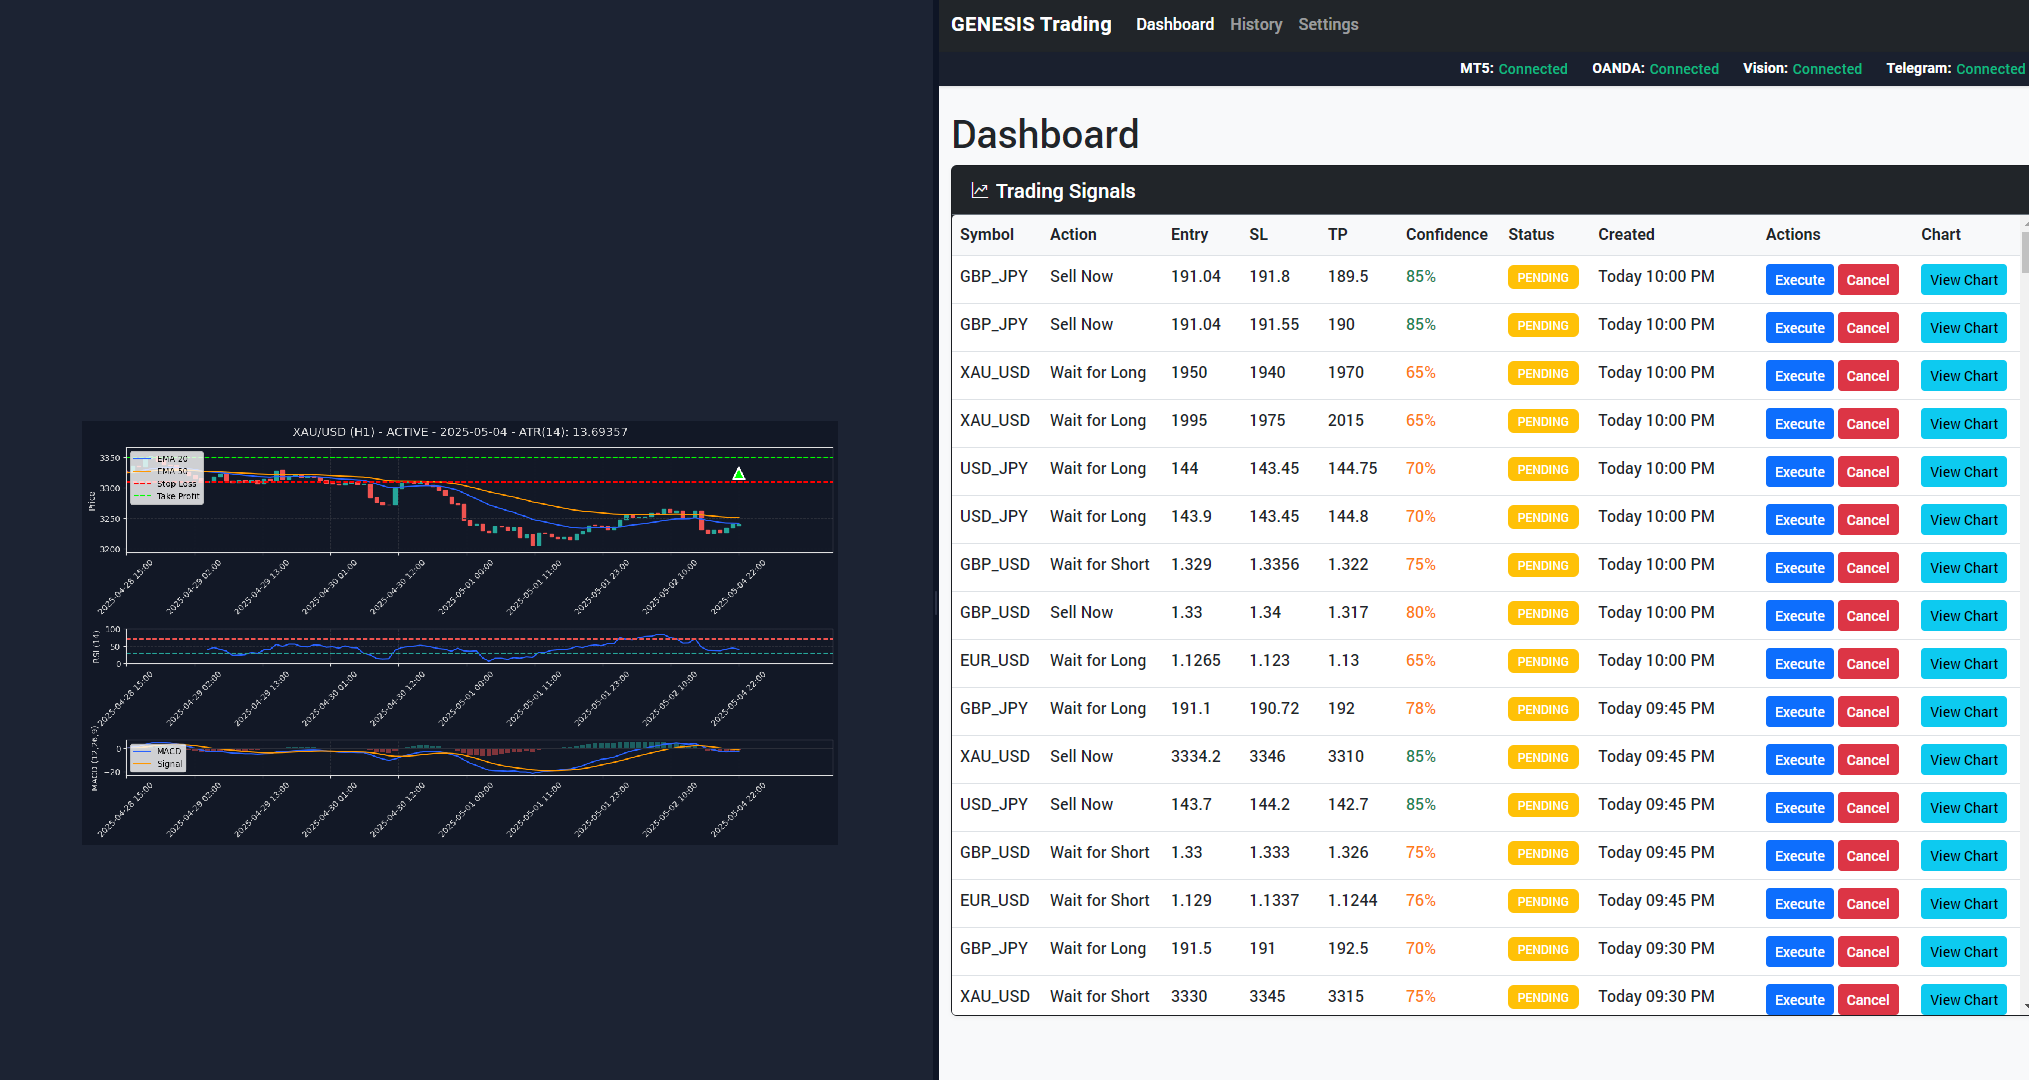 XAU/USD (H1) - ACTIVE - 2025-05-04 - ATR(14): 13.69357
Price
3350
3300
3250
3200
EMA 20
EMA 50
Stop Loss
Take Profit
2025-04-28 15:00
2025-04-29 02:00
2025-04-29 13:00
2025-04-30 01:00
2025-04-30 12:00
2025-05-01 00:00
2025-05-01 11:00
2025-05-01 23:00
2025-05-02 10:00
2025-05-04 22:00
RSI (14)
100
50
0
2025-04-28 15:00
2025-04-29 02:00
2025-04-29 13:00
2025-04-30 01:00
2025-04-30 12:00
2025-05-01 00:00
2025-05-01 11:00
2025-05-01 23:00
2025-05-02 10:00
2025-05-04 22:00
MACD (12,26,9)
0
−20
MACD
Signal
2025-04-28 15:00
2025-04-29 02:00
2025-04-29 13:00
2025-04-30 01:00
2025-04-30 12:00
2025-05-01 00:00
2025-05-01 11:00
2025-05-01 23:00
2025-05-02 10:00
2025-05-04 22:00
GENESIS Trading Dashboard History Settings
MT5: Connected OANDA: Connected Vision: Connected Telegram: Connected
Dashboard
Trading Signals
Symbol Action Entry SL TP Confidence Status Created Actions Chart
GBP_JPY Sell Now 191.04 191.8 189.5 85% PENDING Today 10:00 PM Execute Cancel View Chart
GBP_JPY Sell Now 191.04 191.55 190 85% PENDING Today 10:00 PM Execute Cancel View Chart
XAU_USD Wait for Long 1950 1940 1970 65% PENDING Today 10:00 PM Execute Cancel View Chart
XAU_USD Wait for Long 1995 1975 2015 65% PENDING Today 10:00 PM Execute Cancel View Chart
USD_JPY Wait for Long 144 143.45 144.75 70% PENDING Today 10:00 PM Execute Cancel View Chart
USD_JPY Wait for Long 143.9 143.45 144.8 70% PENDING Today 10:00 PM Execute Cancel View Chart
GBP_USD Wait for Short 1.329 1.3356 1.322 75% PENDING Today 10:00 PM Execute Cancel View Chart
GBP_USD Sell Now 1.33 1.34 1.317 80% PENDING Today 10:00 PM Execute Cancel View Chart
EUR_USD Wait for Long 1.1265 1.123 1.13 65% PENDING Today 10:00 PM Execute Cancel View Chart
GBP_JPY Wait for Long 191.1 190.72 192 78% PENDING Today 09:45 PM Execute Cancel View Chart
XAU_USD Sell Now 3334.2 3346 3310 85% PENDING Today 09:45 PM Execute Cancel View Chart
USD_JPY Sell Now 143.7 144.2 142.7 85% PENDING Today 09:45 PM Execute Cancel View Chart
GBP_USD Wait for Short 1.33 1.333 1.326 75% PENDING Today 09:45 PM Execute Cancel View Chart
EUR_USD Wait for Short 1.129 1.1337 1.1244 76% PENDING Today 09:45 PM Execute Cancel View Chart
GBP_JPY Wait for Long 191.5 191 192.5 70% PENDING Today 09:30 PM Execute Cancel View Chart
XAU_USD Wait for Short 3330 3345 3315 75% PENDING Today 09:30 PM Execute Cancel View Chart